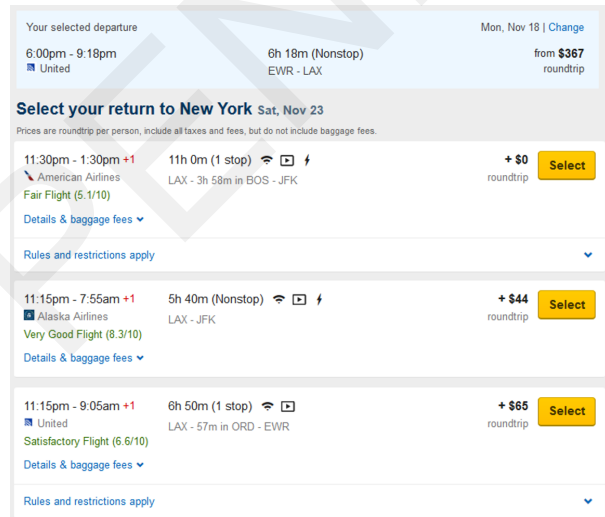 Your selected departure
Mon, Nov 18 | Change
6:00pm - 9:18pm
6h 18m (Nonstop)
from $367
United
EWR - LAX
roundtrip
Select your return to New York Sat, Nov 23
Prices are roundtrip per person, include all taxes and fees, but do not include baggage fees.
11:30pm - 1:30pm +1
11h 0m (1 stop)
+ $0
Select
American Airlines
LAX - 3h 58m in BOS - JFK
roundtrip
Fair Flight (5.1/10)
Details & baggage fees
Rules and restrictions apply
11:15pm - 7:55am +1
5h 40m (Nonstop)
+ $44
Select
Alaska Airlines
LAX - JFK
roundtrip
Very Good Flight (8.3/10)
Details & baggage fees
11:15pm - 9:05am +1
6h 50m (1 stop)
+ $65
Select
United
LAX - 57m in ORD - EWR
roundtrip
Satisfactory Flight (6.6/10)
Details & baggage fees
Rules and restrictions apply